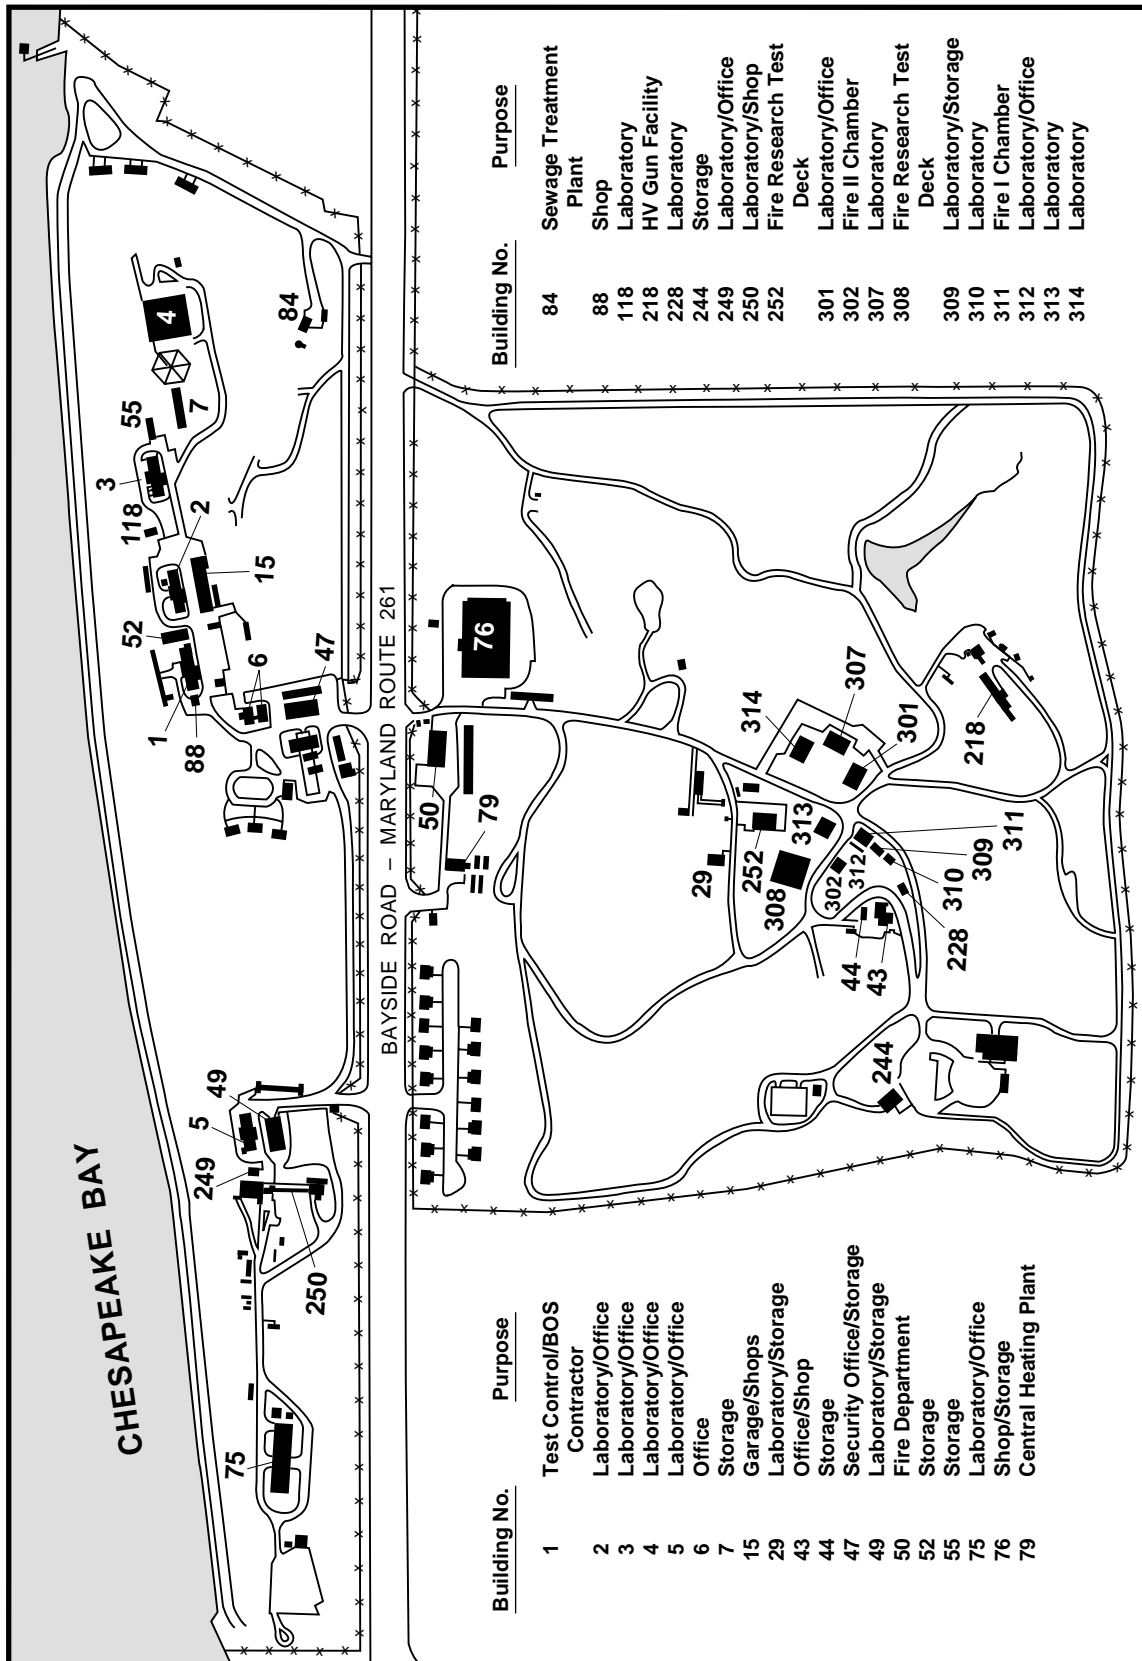 CHESAPEAKE BAY
BAYSIDE ROAD – MARYLAND ROUTE 261
75
250
249
5
49
1
88
52
6
47
2
15
118
3
55
7
4
84
50
79
76
29
252
308
313
314
307
301
302
312
311
309
310
228
44
43
244
218
Building No. Purpose
1 Test Control/BOS
Contractor
2 Laboratory/Office
3 Laboratory/Office
4 Laboratory/Office
5 Laboratory/Office
6 Office
7 Storage
15 Garage/Shops
29 Laboratory/Storage
43 Office/Shop
44 Storage
47 Security Office/Storage
49 Laboratory/Storage
50 Fire Department
52 Storage
55 Storage
75 Laboratory/Office
76 Shop/Storage
79 Central Heating Plant
Building No. Purpose
84 Sewage Treatment
Plant
88 Shop
118 Laboratory
218 HV Gun Facility
228 Laboratory
244 Storage
249 Laboratory/Office
250 Laboratory/Shop
252 Fire Research Test
Deck
301 Laboratory/Office
302 Fire II Chamber
307 Laboratory
308 Fire Research Test
Deck
309 Laboratory/Storage
310 Laboratory
311 Fire I Chamber
312 Laboratory/Office
313 Laboratory
314 Laboratory